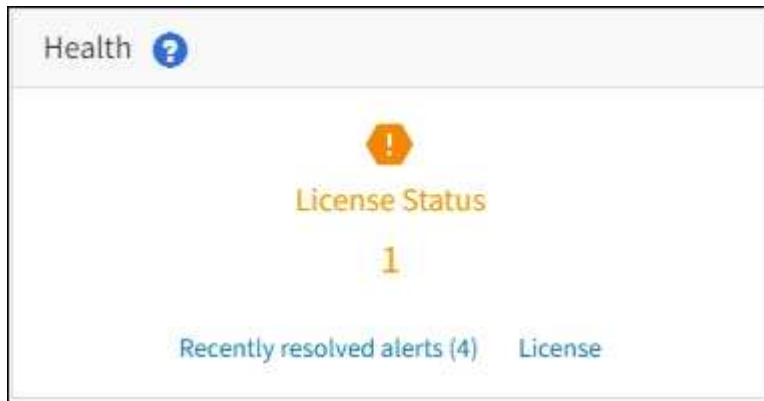 Health ?
!
License Status
1
Recently resolved alerts (4) License